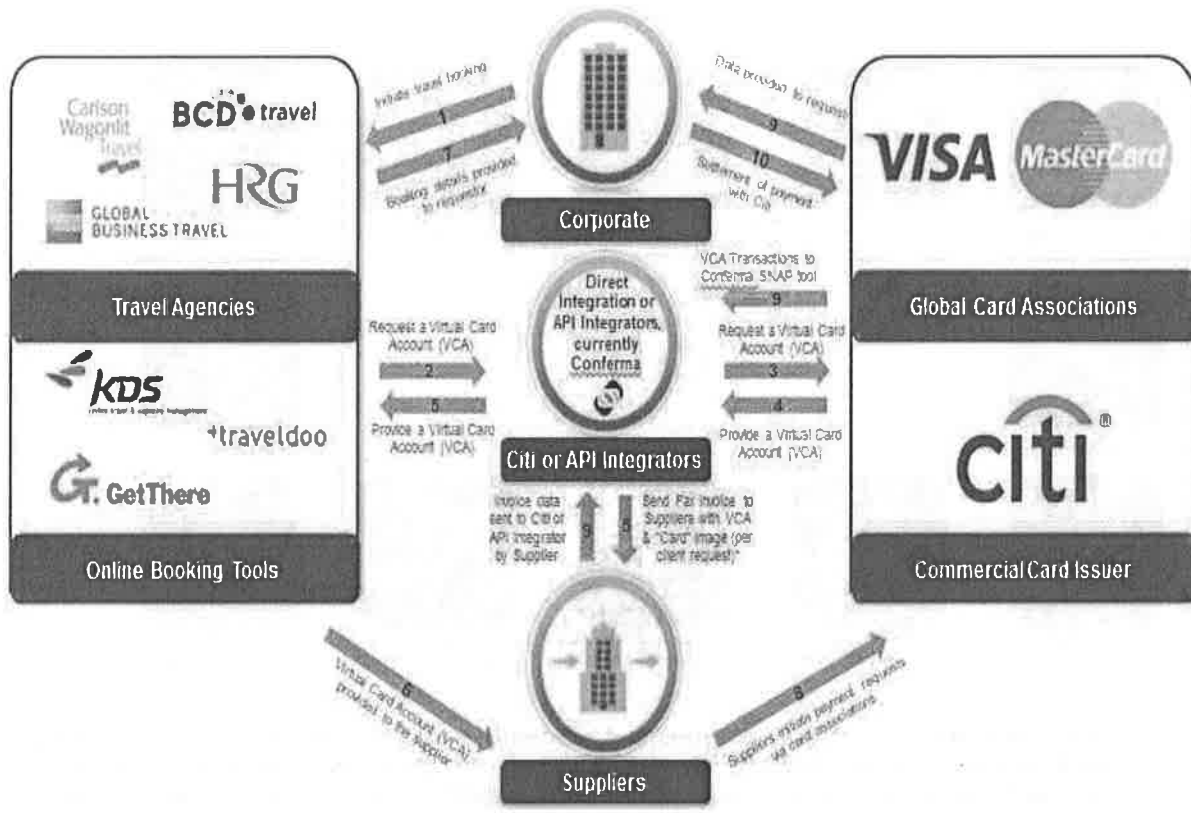 Carlson
Wagonlit
Travel
BCD travel
HRG
GLOBAL
BUSINESS TRAVEL
Travel Agencies
KDS
+traveldoo
GT. GetThere
Online Booking Tools
Initiate travel booking
1
7
Booking details provided
to requestor
Corporate
Data provided to requestor
9
10
Settlement of payment
with Citi
VISA
MasterCard
Global Card Associations
VCA Transactions to
Conferma SNAP tool
9
Direct
Integration or
API Integrators,
currently
Conferma
Request a Virtual Card
Account (VCA)
2
5
Provide a Virtual Card
Account (VCA)
Request a Virtual Card
Account (VCA)
3
4
Provide a Virtual Card
Account (VCA)
Citi or API Integrators
citi®
Commercial Card Issuer
Invoice data
sent to Citi or
API Integrator
by Supplier
9
Send Fax Invoice to
Suppliers with VCA
& "Card" image (per
client request)*
6
Virtual Card Account (VCA)
provided to the supplier
8
Suppliers initiate payment requests
via card associations
Suppliers